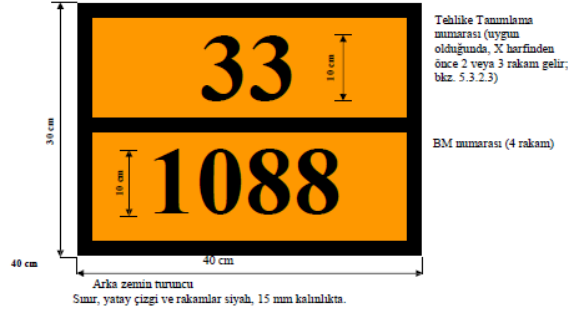 33
10 cm
Tehlike Tanımlama
numarası (uygun
olduğunda, X harfinden
önce 2 veya 3 rakam gelir;
bkz. 5.3.2.3)
30 cm
1088
10 cm
BM numarası (4 rakam)
40 cm
40 cm
Arka zemin turuncu
Sınır, yatay çizgi ve rakamlar siyah, 15 mm kalınlıkta.